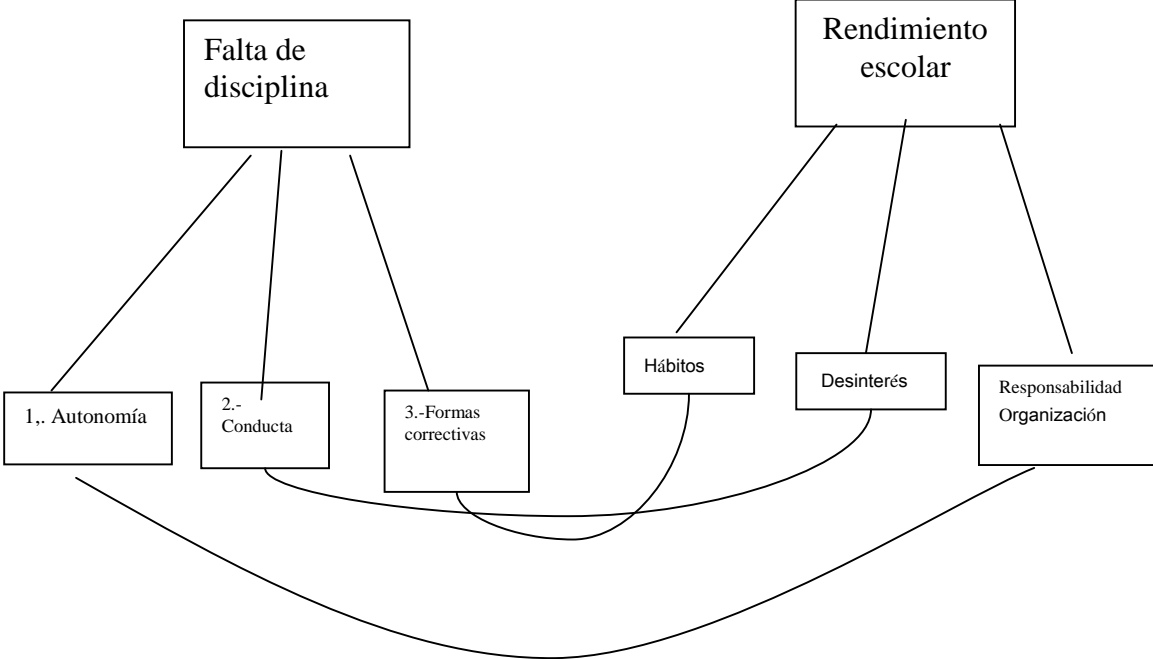 Falta de
disciplina
Rendimiento
escolar
1,. Autonomía
2.-
Conducta
3.-Formas
correctivas
Hábitos
Desinterés
Responsabilidad
Organización